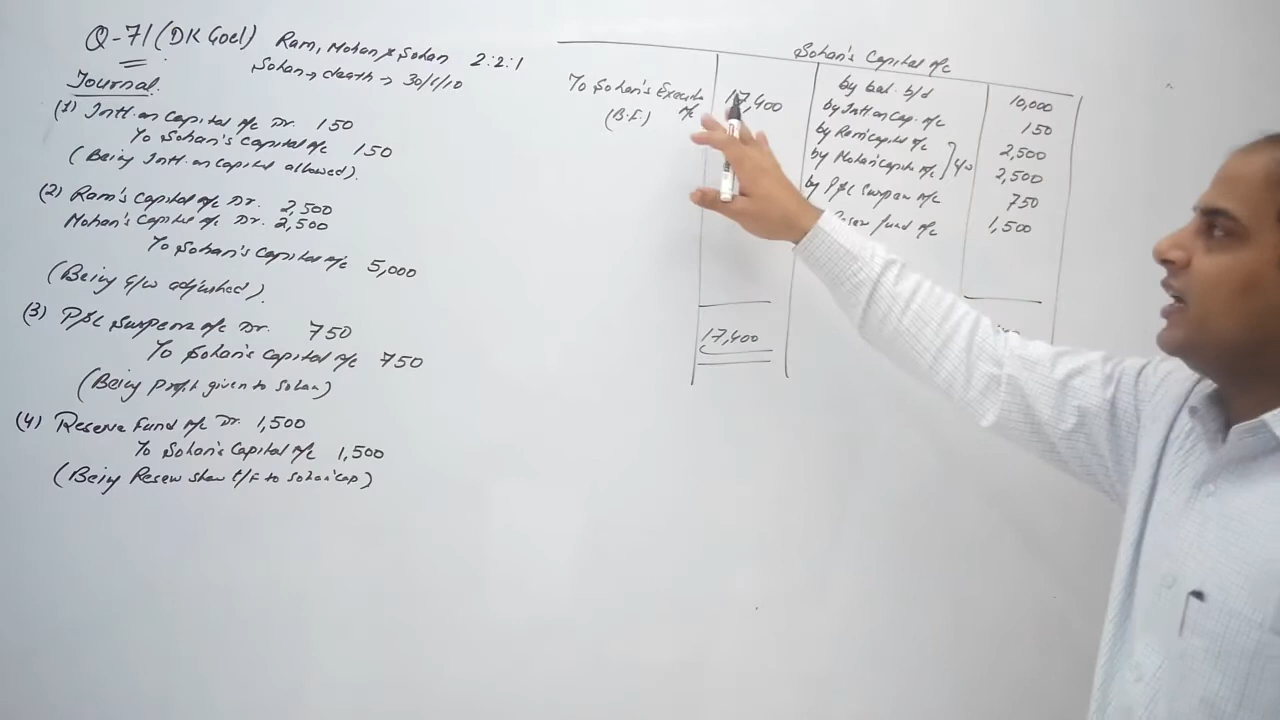 Q-71 (DK Goel) Ram, Mohan & Sohan 2:2:1
Sohan → death → 30/6/10
Journal.
(1) Intt. on Capital A/c Dr. 150
To Sohan's Capital A/c 150
(Being Intt. on Capital allowed).
(2) Ram's Capital A/c Dr. 2,500
Mohan's Capital A/c Dr. 2,500
To Sohan's Capital A/c 5,000
(Being G/w adjusted).
(3) P&L Suspense A/c Dr. 750
To Sohan's Capital A/c 750
(Being Profit given to Sohan)
(4) Reserve Fund A/c Dr. 1,500
To Sohan's Capital A/c 1,500
(Being Reserve share t/f to Sohan's cap)
Sohan's Capital A/c
To Sohan's A/c 17,400
(B.F.)
17,400
by bal. b/d 10,000
by Intt. on Cap. A/c 150
by Ram's Capital A/c 2,500
by Mohan's Capital A/c 2,500
by P&L Suspense A/c 750
fund A/c 1,500